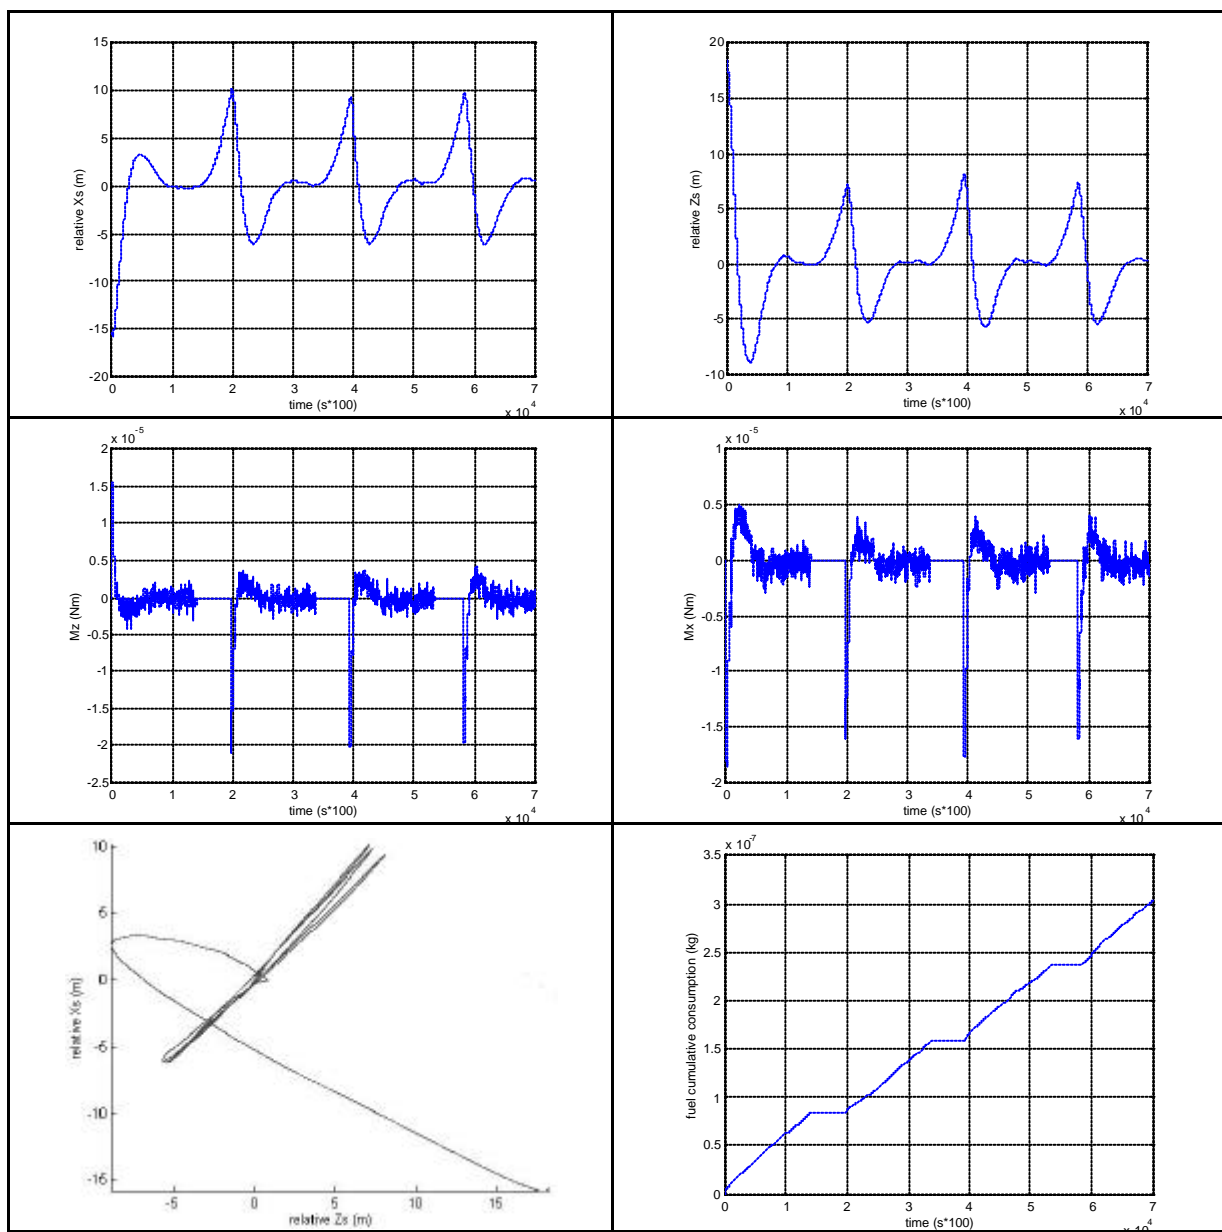 15
10
5
0
-5
-10
-15
-20
relative Xs (m)
0 1 2 3 4 5 6 7
time (s*100)
x 10 4
20
15
10
5
0
-5
-10
relative Zs (m)
0 1 2 3 4 5 6 7
time (s*100)
x 10 4
x 10 -5
2
1.5
1
0.5
0
-0.5
-1
-1.5
-2
-2.5
Mz (Nm)
0 1 2 3 4 5 6 7
time (s*100)
x 10 4
x 10 -5
1
0.5
0
-0.5
-1
-1.5
-2
Mx (Nm)
0 1 2 3 4 5 6 7
time (s*100)
x 10 4
10
5
0
-5
-10
-15
relative Xs (m)
-5 0 5 10 15
relative Zs (m)
x 10 -7
3.5
3
2.5
2
1.5
1
0.5
0
fuel cumulative consumption (kg)
0 1 2 3 4 5 6 7
time (s*100)
x 10 4